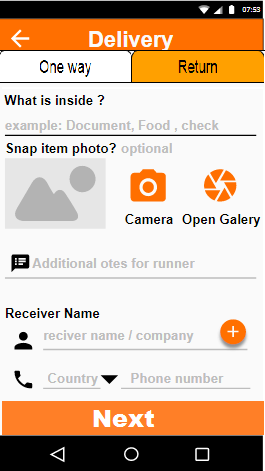 07:53
Delivery
One way Return
What is inside ?
example: Document, Food , check
Snap item photo? optional
Camera Open Galery
Additional otes for runner
Receiver Name
reciver name / company
Country Phone number
Next